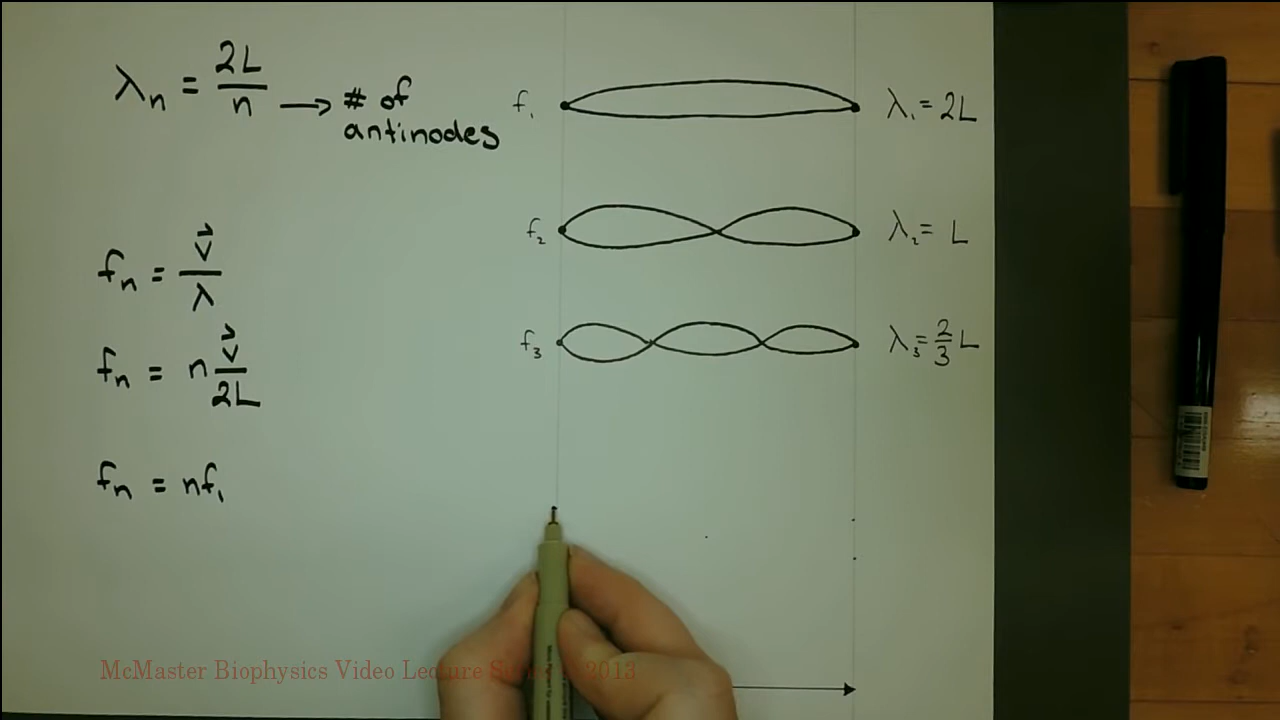 λₙ = 2L/n → # of
antinodes
fₙ = v⃗/λ
fₙ = n v⃗/2L
fₙ = nf₁
f₁ λ₁ = 2L
f₂ λ₂ = L
f₃ λ₃ = 2/3 L
McMaster Biophysics Video Lecture 2013